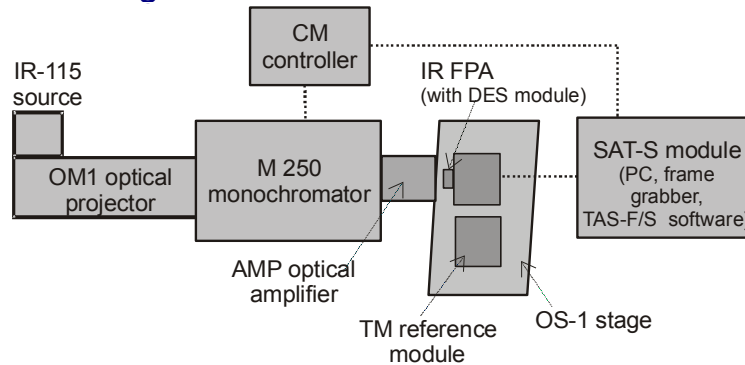 CM
controller
IR-115
source
IR FPA
(with DES module)
OM1 optical
projector
M 250
monochromator
SAT-S module
(PC, frame
grabber,
TAS-F/S software)
AMP optical
amplifier
TM reference
module
OS-1 stage